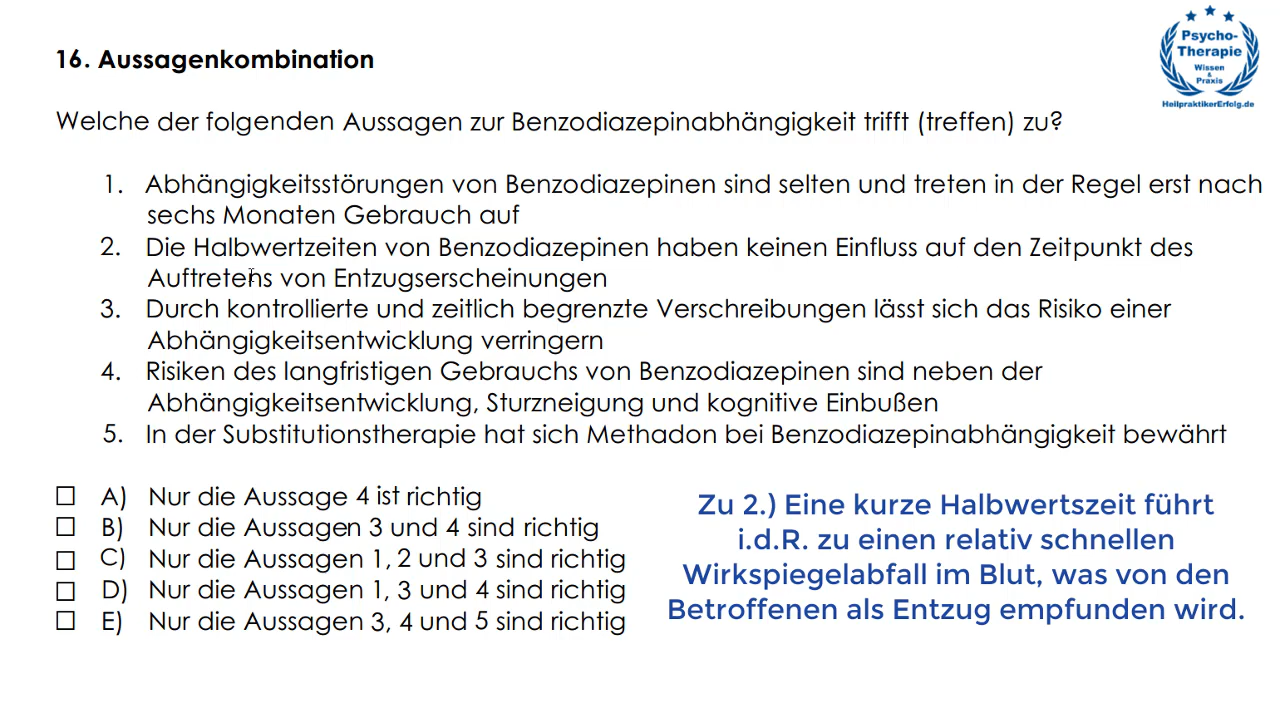 Psycho-
Therapie
Wissen
&
Praxis
HeilpraktikerErfolg.de
16. Aussagenkombination
Welche der folgenden Aussagen zur Benzodiazepinabhängigkeit trifft (treffen) zu?
1. Abhängigkeitsstörungen von Benzodiazepinen sind selten und treten in der Regel erst nach
sechs Monaten Gebrauch auf
2. Die Halbwertzeiten von Benzodiazepinen haben keinen Einfluss auf den Zeitpunkt des
Auftretens von Entzugserscheinungen
3. Durch kontrollierte und zeitlich begrenzte Verschreibungen lässt sich das Risiko einer
Abhängigkeitsentwicklung verringern
4. Risiken des langfristigen Gebrauchs von Benzodiazepinen sind neben der
Abhängigkeitsentwicklung, Sturzneigung und kognitive Einbußen
5. In der Substitutionstherapie hat sich Methadon bei Benzodiazepinabhängigkeit bewährt
A) Nur die Aussage 4 ist richtig
B) Nur die Aussagen 3 und 4 sind richtig
C) Nur die Aussagen 1, 2 und 3 sind richtig
D) Nur die Aussagen 1, 3 und 4 sind richtig
E) Nur die Aussagen 3, 4 und 5 sind richtig
Zu 2.) Eine kurze Halbwertszeit führt
i.d.R. zu einen relativ schnellen
Wirkspiegelabfall im Blut, was von den
Betroffenen als Entzug empfunden wird.